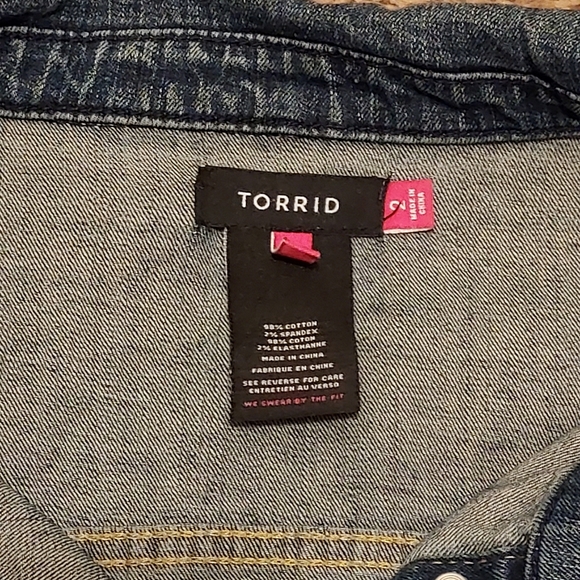 TORRID
2
MADE IN
CHINA
98% COTTON
2% SPANDEX
98% COTON
2% ELASTHANNE
MADE IN CHINA
FABRIQUE EN CHINE
SEE REVERSE FOR CARE
ENTRETIEN AU VERSO
WE SWEAR BY THE FIT